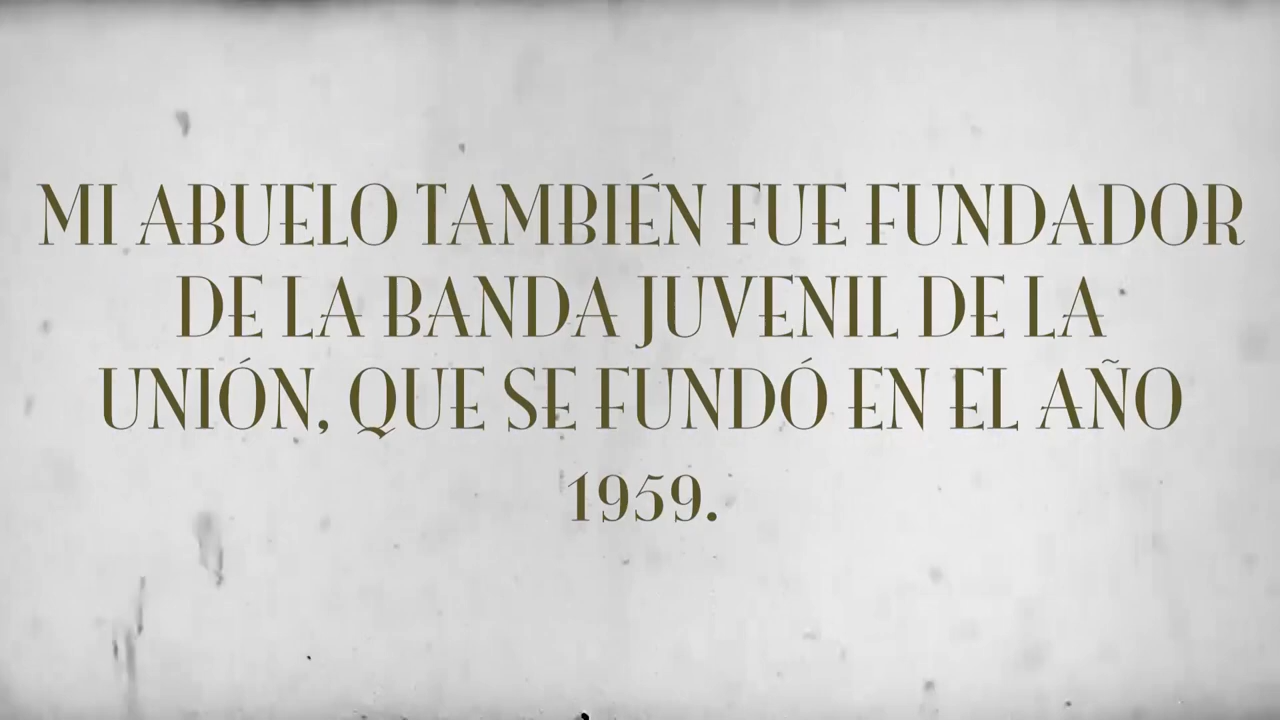 MI ABUELO TAMBIÉN FUE FUNDADOR
DE LA BANDA JUVENIL DE LA
UNIÓN, QUE SE FUNDÓ EN EL AÑO
1959.